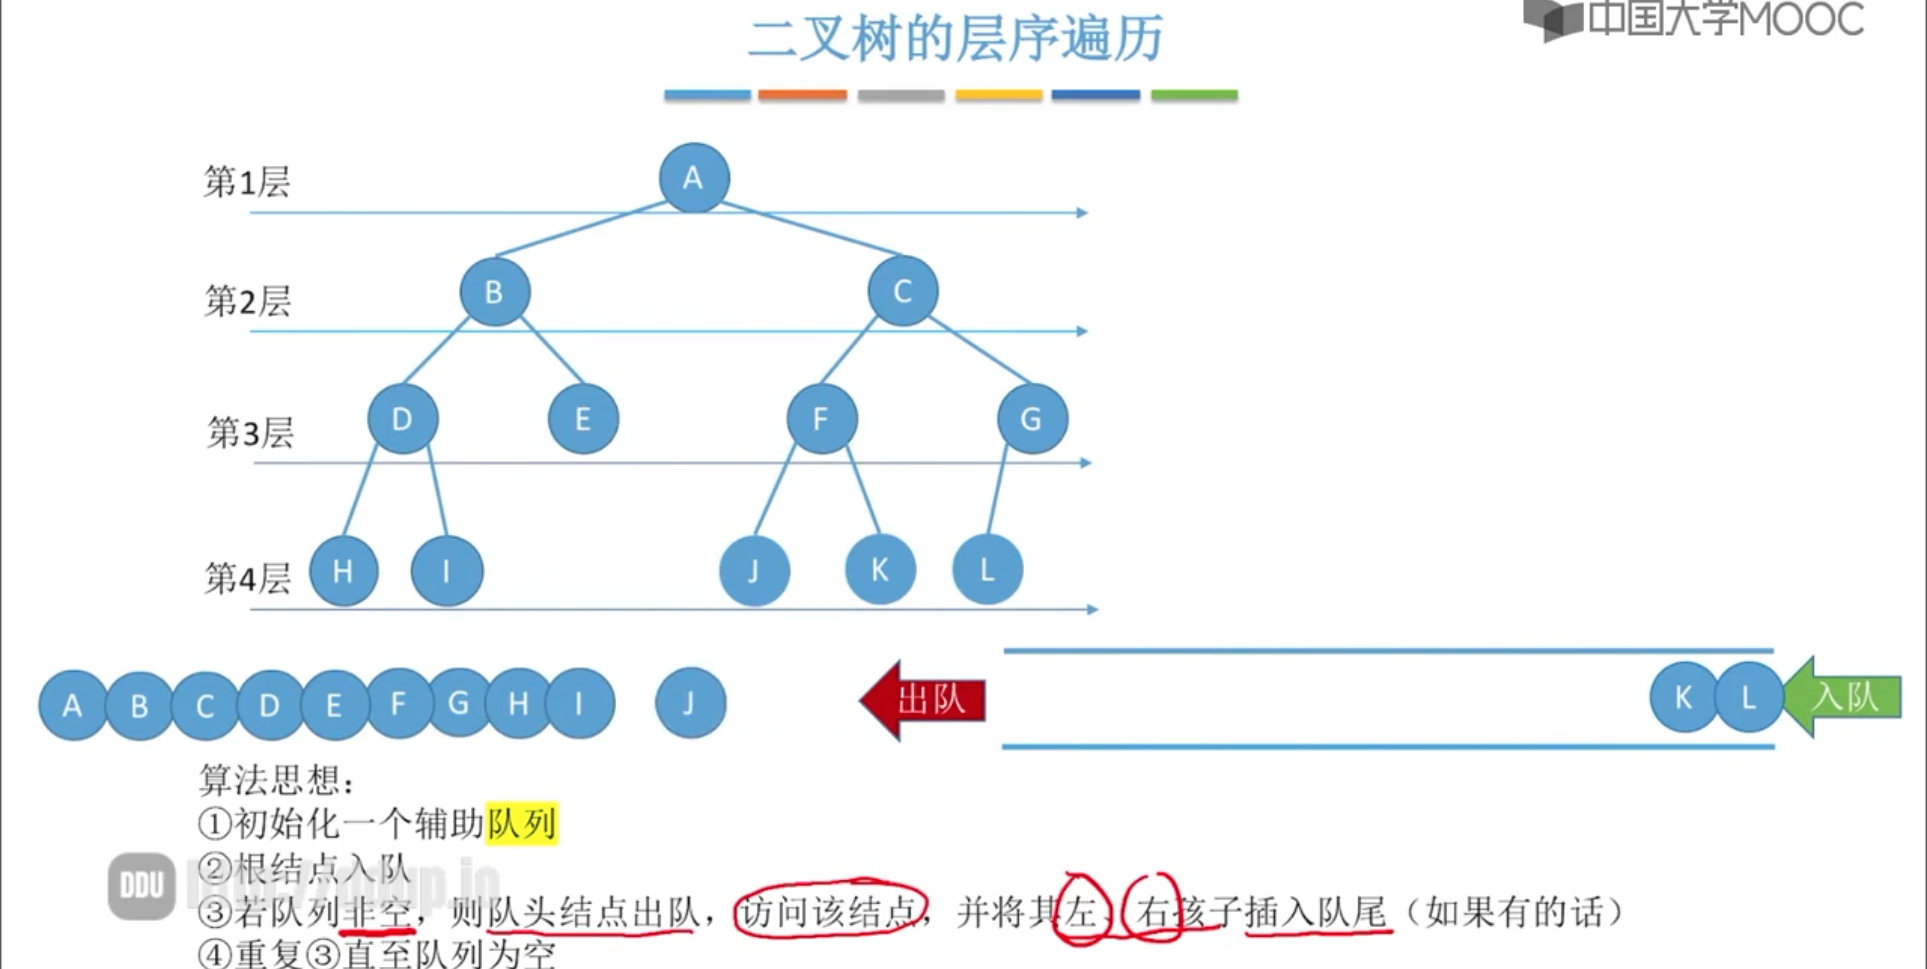 二叉树的层序遍历
中国大学MOOC
第1层
A
第2层
B C
第3层
D E F G
第4层
H I J K L
A B C D E F G H I J 出队 K L 入队
算法思想：
①初始化一个辅助队列
②根结点入队
DDU
③若队列非空，则队头结点出队，访问该结点，并将其左、右孩子插入队尾（如果有的话）
④重复③直至队列为空